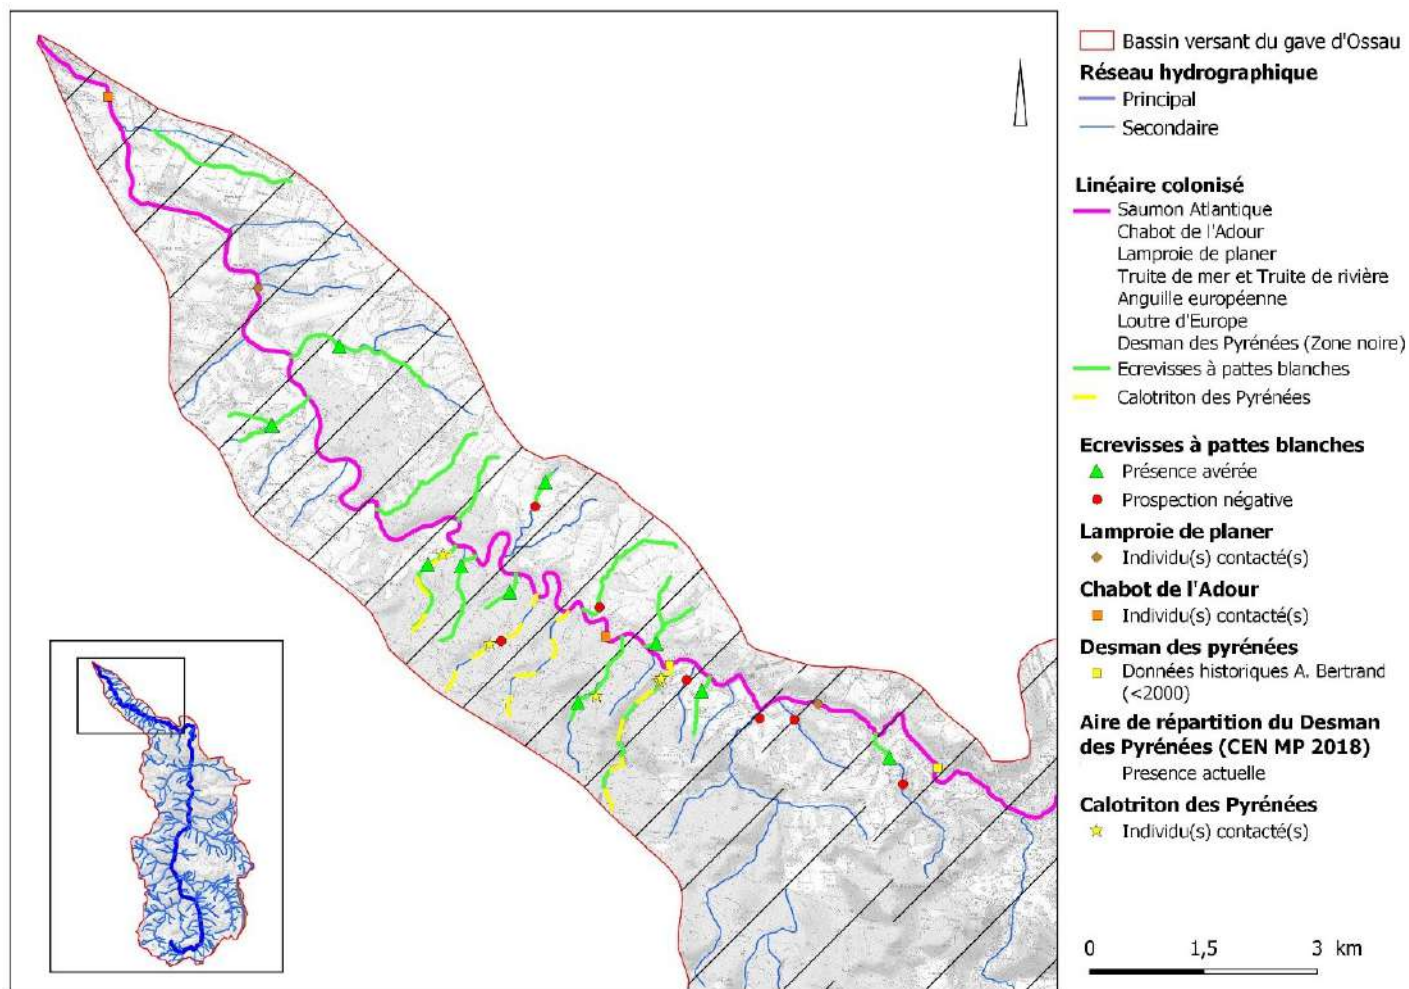 Bassin versant du gave d'Ossau
Réseau hydrographique
Principal
Secondaire
Linéaire colonisé
Saumon Atlantique
Chabot de l'Adour
Lamproie de planer
Truite de mer et Truite de rivière
Anguille européenne
Loutre d'Europe
Desman des Pyrénées (Zone noire)
Ecrevisses à pattes blanches
Calotriton des Pyrénées
Ecrevisses à pattes blanches
Présence avérée
Prospection négative
Lamproie de planer
Individu(s) contacté(s)
Chabot de l'Adour
Individu(s) contacté(s)
Desman des pyrénées
Données historiques A. Bertrand
(<2000)
Aire de répartition du Desman
des Pyrénées (CEN MP 2018)
Presence actuelle
Calotriton des Pyrénées
Individu(s) contacté(s)
0 1,5 3 km